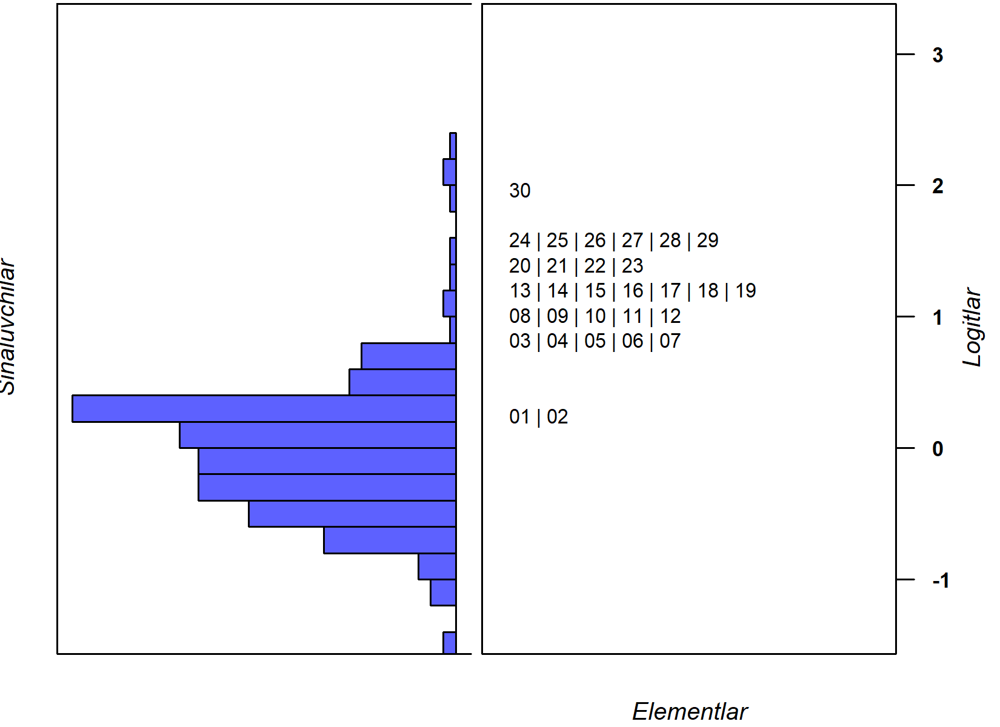 Sinaluvchilar
30
24 | 25 | 26 | 27 | 28 | 29
20 | 21 | 22 | 23
13 | 14 | 15 | 16 | 17 | 18 | 19
08 | 09 | 10 | 11 | 12
03 | 04 | 05 | 06 | 07
01 | 02
3
2
1
0
-1
Logitlar
Elementlar